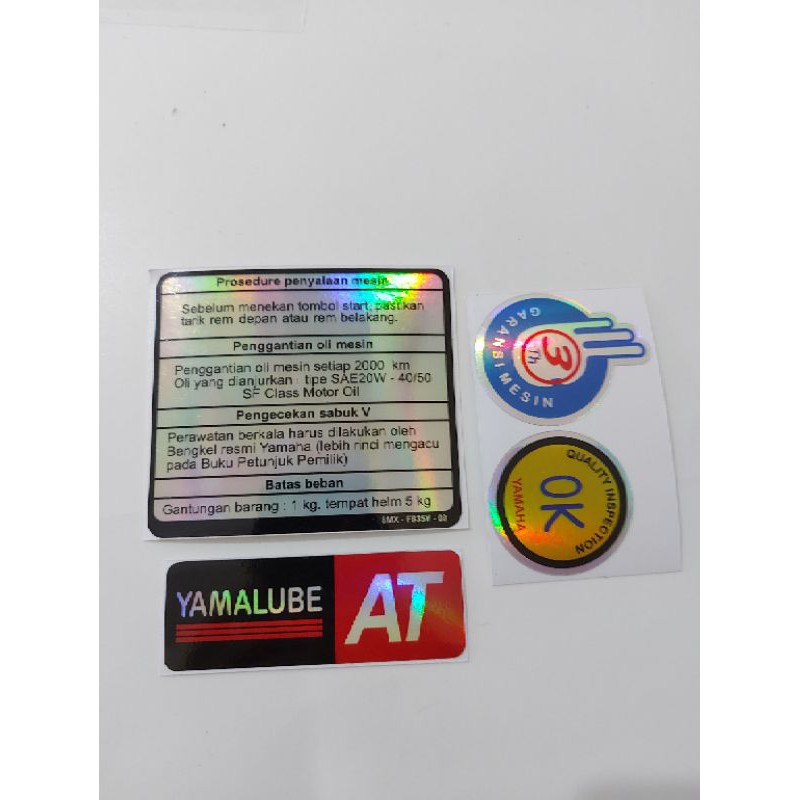 Prosedure penyalaan mesin
Sebelum menekan tombol start, pastikan
tarik rem depan atau rem belakang.
Penggantian oli mesin
Penggantian oli mesin setiap 2000 km
Oli yang dianjurkan : tipe SAE20W - 40/50
SF Class Motor Oil
Pengecekan sabuk V
Perawatan berkala harus dilakukan oleh
Bengkel resmi Yamaha (lebih rinci mengacu
pada Buku Petunjuk Pemilik)
Batas beban
Gantungan barang : 1 kg. tempat helm 5 kg
YAMALUBE AT
GARANSI MESIN
3 Th
QUALITY INSPECTION
OK
YAMAHA